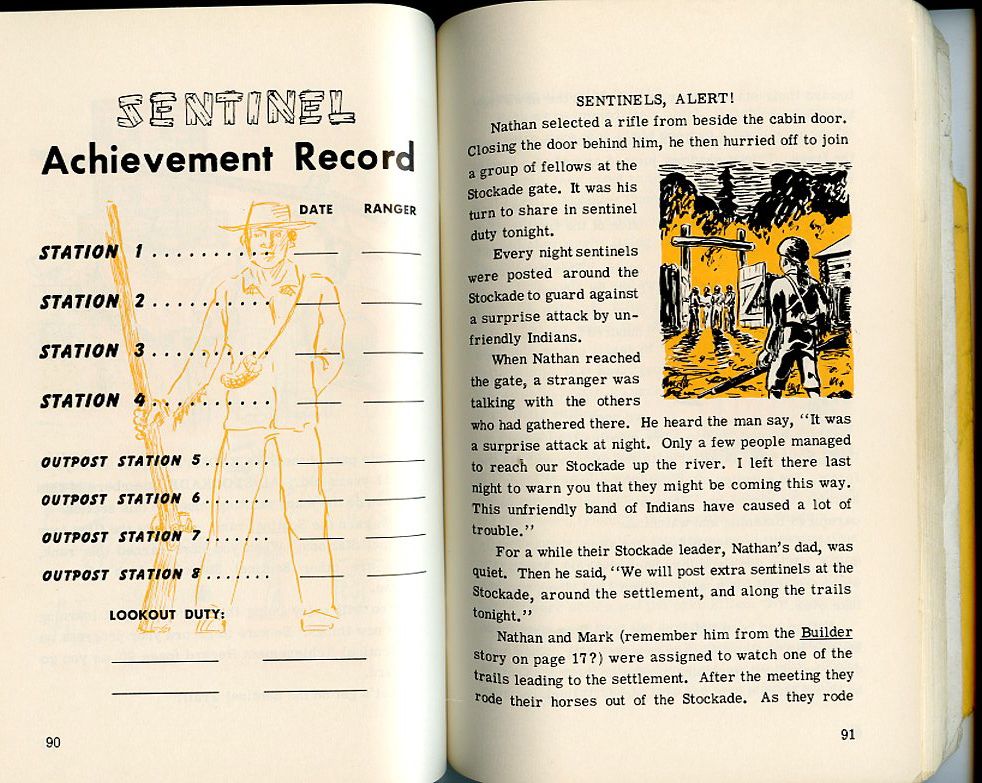 SENTINEL
Achievement Record
DATE RANGER
STATION 1 ..........
STATION 2 ..........
STATION 3 ..........
STATION 4 ..........
OUTPOST STATION 5 .......
OUTPOST STATION 6 .......
OUTPOST STATION 7 .......
OUTPOST STATION 8 .......
LOOKOUT DUTY:
90
SENTINELS, ALERT!
Nathan selected a rifle from beside the cabin door.
Closing the door behind him, he then hurried off to join
a group of fellows at the
Stockade gate. It was his
turn to share in sentinel
duty tonight.
Every night sentinels
were posted around the
Stockade to guard against
a surprise attack by un-
friendly Indians.
When Nathan reached
the gate, a stranger was
talking with the others
who had gathered there. He heard the man say, "It was
a surprise attack at night. Only a few people managed
to reach our Stockade up the river. I left there last
night to warn you that they might be coming this way.
This unfriendly band of Indians have caused a lot of
trouble."
For a while their Stockade leader, Nathan's dad, was
quiet. Then he said, "We will post extra sentinels at the
Stockade, around the settlement, and along the trails
tonight."
Nathan and Mark (remember him from the Builder
story on page 17?) were assigned to watch one of the
trails leading to the settlement. After the meeting they
rode their horses out of the Stockade. As they rode
91